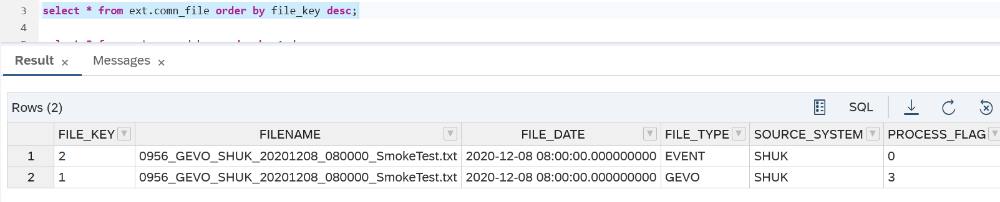 3 select * from ext.comn_file order by file_key desc;
4
Result × Messages ×
Rows (2) SQL
FILE_KEY FILENAME FILE_DATE FILE_TYPE SOURCE_SYSTEM PROCESS_FLAG
1 2 0956_GEVO_SHUK_20201208_080000_SmokeTest.txt 2020-12-08 08:00:00.000000000 EVENT SHUK 0
2 1 0956_GEVO_SHUK_20201208_080000_SmokeTest.txt 2020-12-08 08:00:00.000000000 GEVO SHUK 3